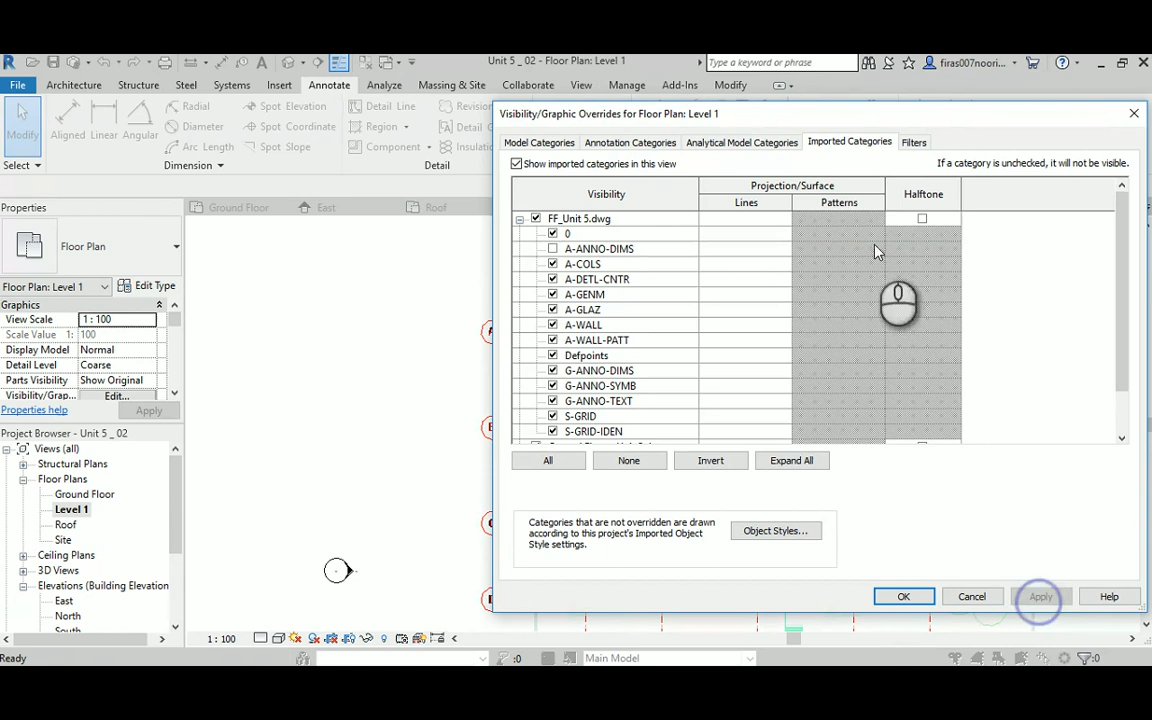 Unit 5 _ 02 - Floor Plan: Level 1
Type a keyword or phrase
firas007noori...
File Architecture Structure Steel Systems Insert Annotate Analyze Massing & Site Collaborate View Manage Add-Ins Modify
Modify
Select
Aligned Linear Angular
Radial
Diameter
Arc Length
Spot Elevation
Spot Coordinate
Spot Slope
Dimension
Detail Line
Region
Component
Detail
Ground Floor
East
Roof
Properties
Floor Plan
Floor Plan: Level 1
Edit Type
Graphics
View Scale 1 : 100
Scale Value 1: 100
Display Model Normal
Detail Level Coarse
Parts Visibility Show Original
Visibility/Grap... Edit...
Properties help
Apply
Project Browser - Unit 5 _ 02
Views (all)
Structural Plans
Floor Plans
Ground Floor
Level 1
Roof
Site
Ceiling Plans
3D Views
Elevations (Building Elevation
East
North
Visibility/Graphic Overrides for Floor Plan: Level 1
Model Categories Annotation Categories Analytical Model Categories Imported Categories Filters
Show imported categories in this view
If a category is unchecked, it will not be visible.
Visibility
Projection/Surface
Lines
Patterns
Halftone
FF_Unit 5.dwg
0
A-ANNO-DIMS
A-COLS
A-DETL-CNTR
A-GENM
A-GLAZ
A-WALL
A-WALL-PATT
Defpoints
G-ANNO-DIMS
G-ANNO-SYMB
G-ANNO-TEXT
S-GRID
S-GRID-IDEN
All
None
Invert
Expand All
Categories that are not overridden are drawn
according to this project's Imported Object
Style settings.
Object Styles...
OK
Cancel
Apply
Help
1 : 100
Ready
:0
Main Model
:0